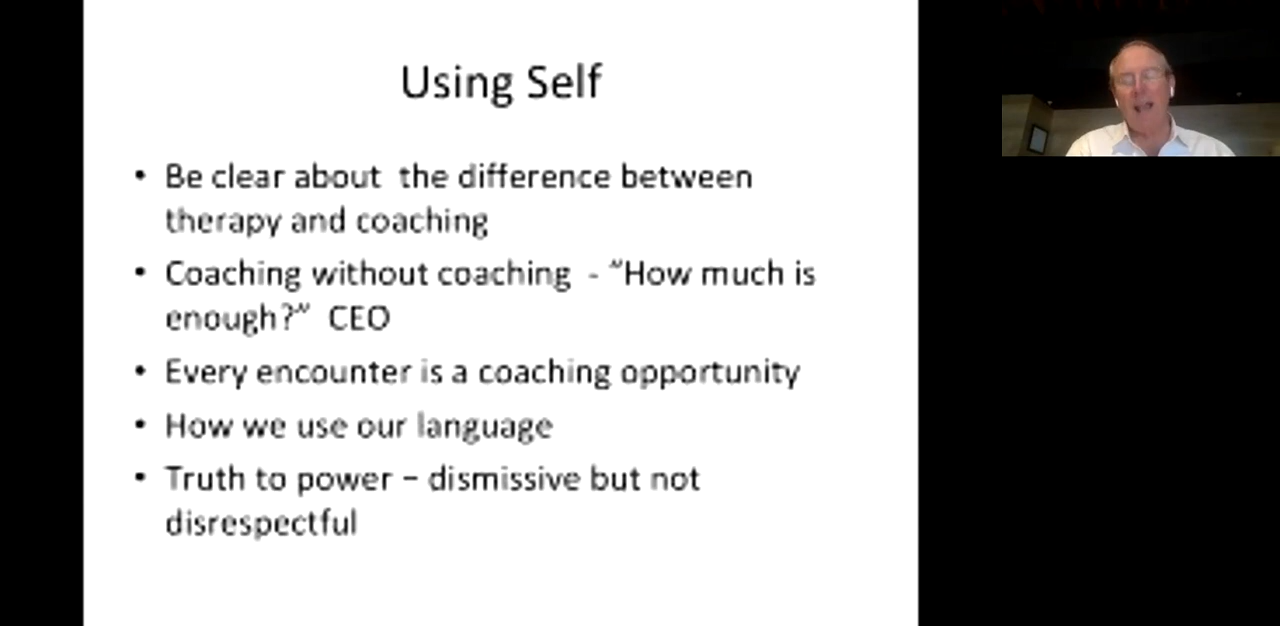 Using Self
• Be clear about the difference between
therapy and coaching
• Coaching without coaching - "How much is
enough?" CEO
• Every encounter is a coaching opportunity
• How we use our language
• Truth to power – dismissive but not
disrespectful